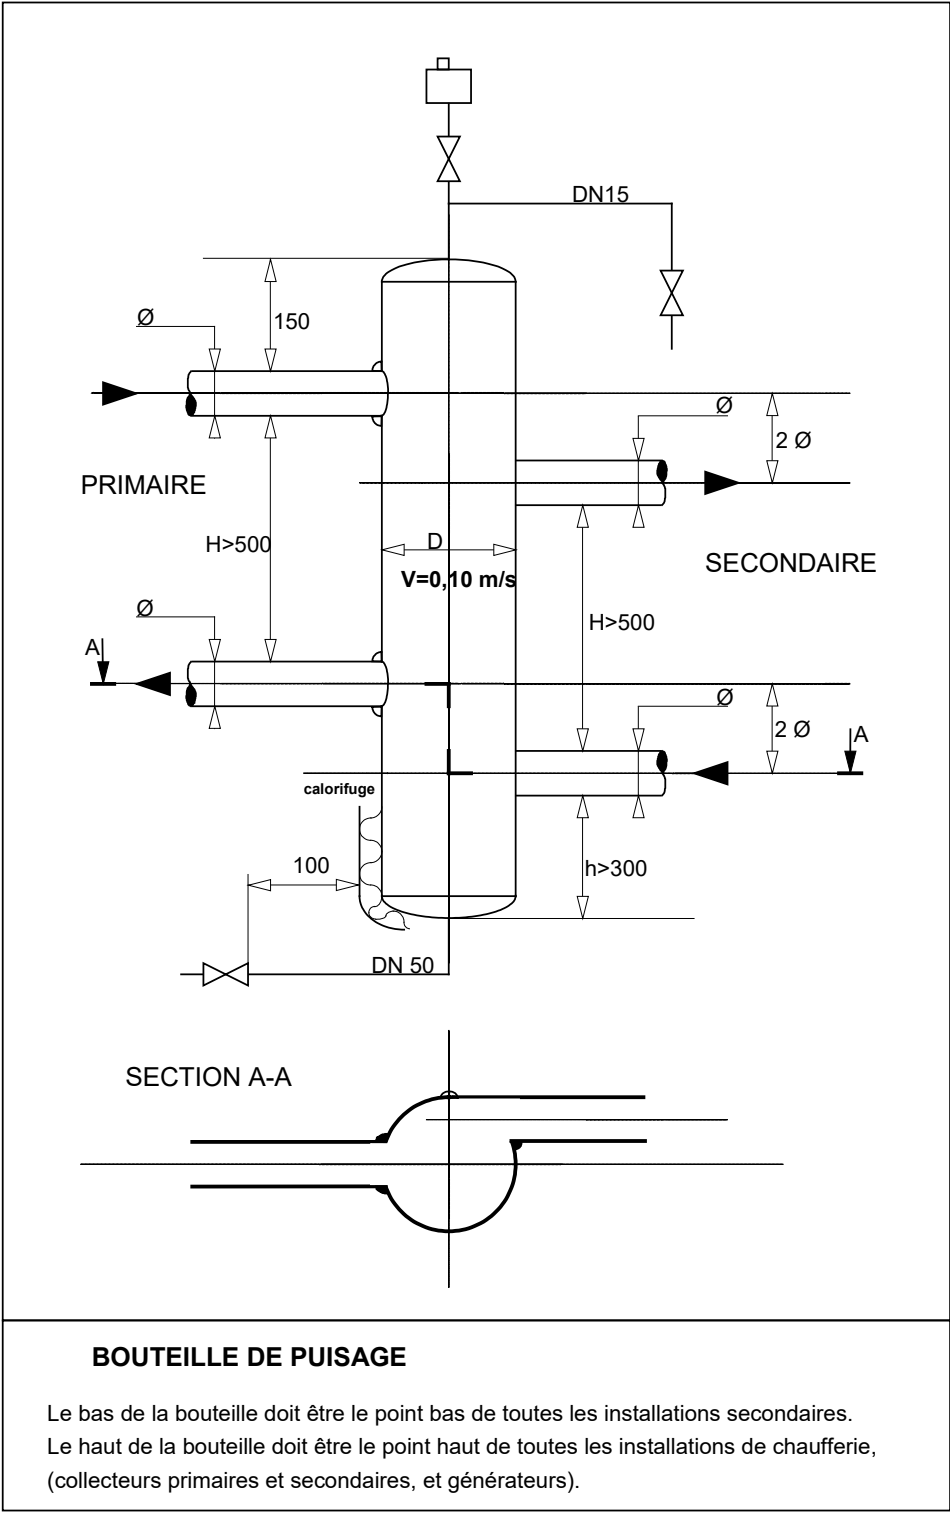 DN15
Ø
150
Ø
2 Ø
PRIMAIRE
H>500
D
V=0,10 m/s
SECONDAIRE
Ø
H>500
A
Ø
2 Ø
A
calorifuge
100
h>300
DN 50
SECTION A-A
BOUTEILLE DE PUISAGE
Le bas de la bouteille doit être le point bas de toutes les installations secondaires.
Le haut de la bouteille doit être le point haut de toutes les installations de chaufferie,
(collecteurs primaires et secondaires, et générateurs).